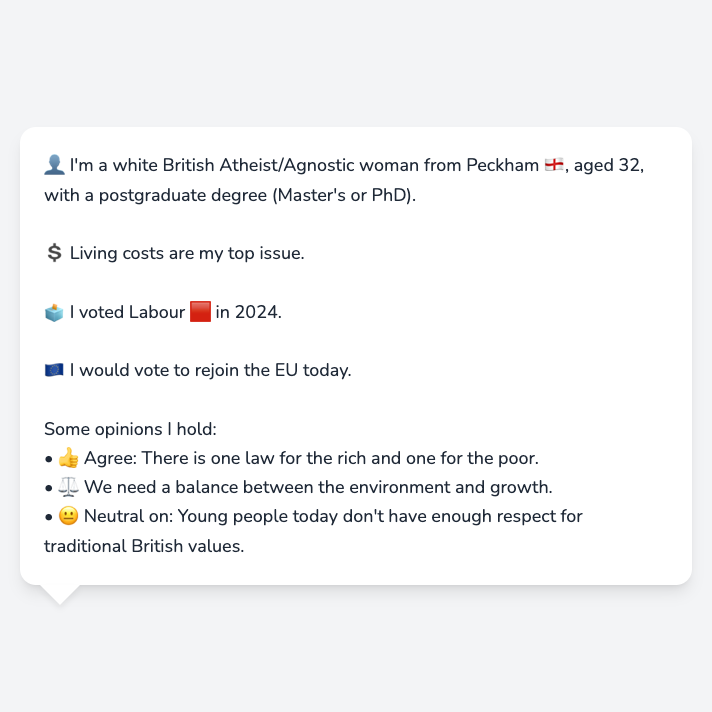 👤 I'm a white British Atheist/Agnostic woman from Peckham 🏴󠁧󠁢󠁥󠁮󠁧󠁿, aged 32,
with a postgraduate degree (Master's or PhD).
💲 Living costs are my top issue.
🗳️ I voted Labour 🟥 in 2024.
🇪🇺 I would vote to rejoin the EU today.
Some opinions I hold:
• 👍 Agree: There is one law for the rich and one for the poor.
• ⚖️ We need a balance between the environment and growth.
• 😐 Neutral on: Young people today don't have enough respect for
traditional British values.